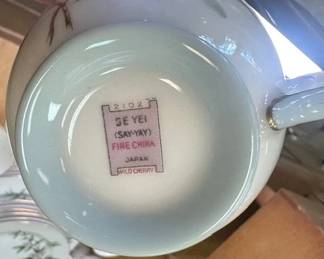 2102
SE YEI
(SAY-YAY)
FINE CHINA
JAPAN
WILD CHERRY